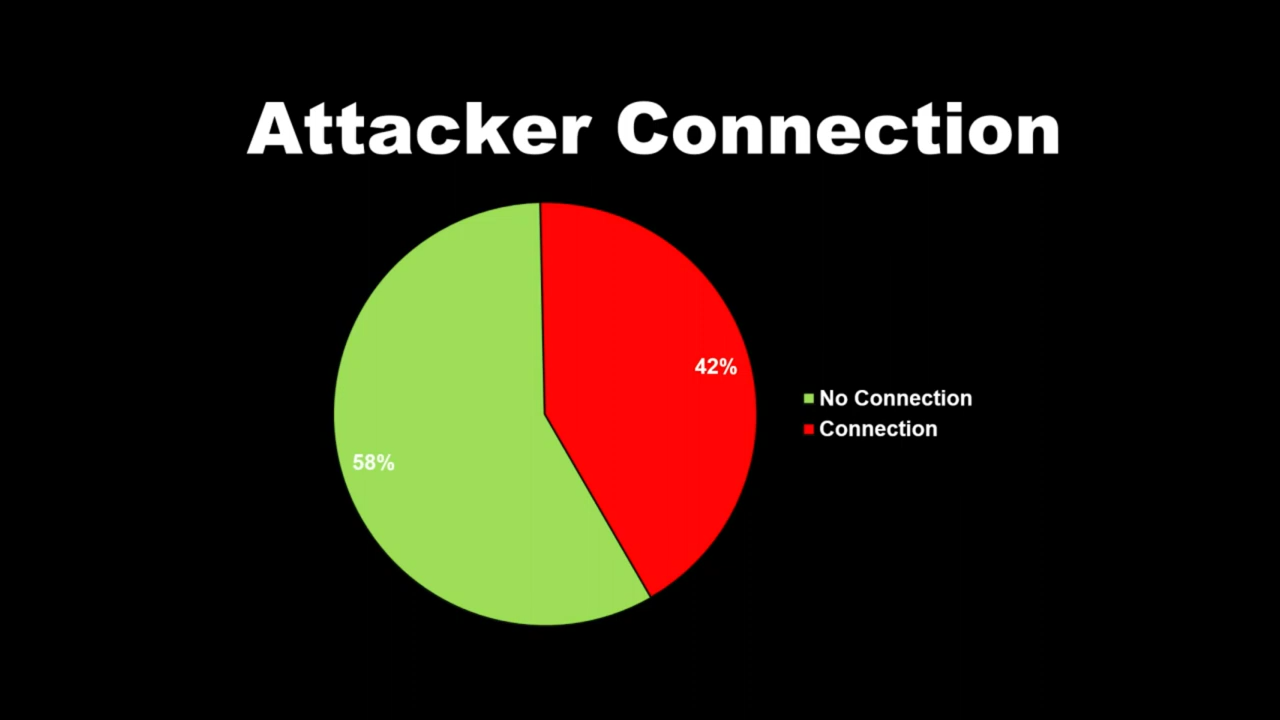 Attacker Connection
42%
No Connection
Connection
58%